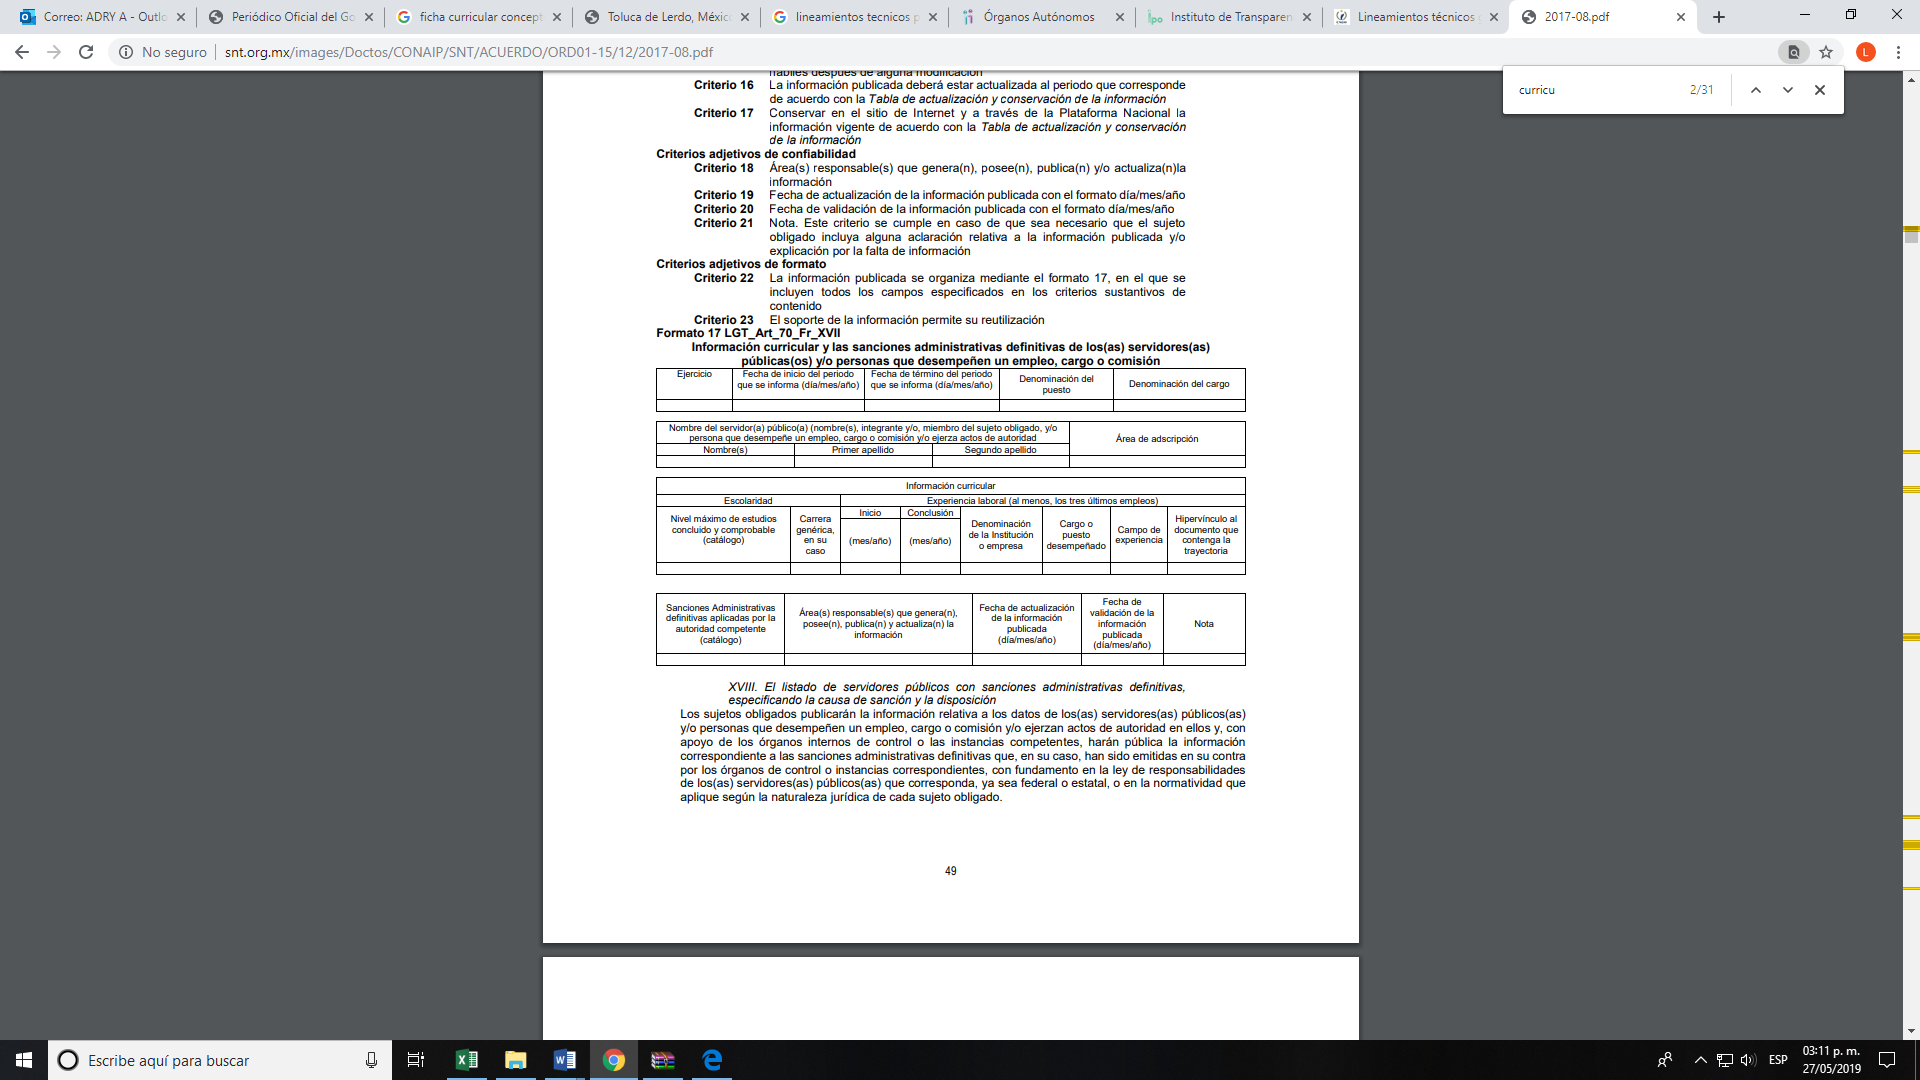 Correo: ADRY A - Outlo
Periódico Oficial del Go
ficha curricular concept
Toluca de Lerdo, México
lineamientos tecnicos p
Órganos Autónomos
Instituto de Transparen
Lineamientos técnicos g
2017-08.pdf
No seguro | snt.org.mx/images/Doctos/CONAIP/SNT/ACUERDO/ORD01-15/12/2017-08.pdf
curricu 2/31
hábiles después de alguna modificación
Criterio 16 La información publicada deberá estar actualizada al periodo que corresponde
de acuerdo con la Tabla de actualización y conservación de la información
Criterio 17 Conservar en el sitio de Internet y a través de la Plataforma Nacional la
información vigente de acuerdo con la Tabla de actualización y conservación
de la información
Criterios adjetivos de confiabilidad
Criterio 18 Área(s) responsable(s) que genera(n), posee(n), publica(n) y/o actualiza(n)la
información
Criterio 19 Fecha de actualización de la información publicada con el formato día/mes/año
Criterio 20 Fecha de validación de la información publicada con el formato día/mes/año
Criterio 21 Nota. Este criterio se cumple en caso de que sea necesario que el sujeto
obligado incluya alguna aclaración relativa a la información publicada y/o
explicación por la falta de información
Criterios adjetivos de formato
Criterio 22 La información publicada se organiza mediante el formato 17, en el que se
incluyen todos los campos especificados en los criterios sustantivos de
contenido
Criterio 23 El soporte de la información permite su reutilización
Formato 17 LGT_Art_70_Fr_XVII
Información curricular y las sanciones administrativas definitivas de los(as) servidores(as)
públicas(os) y/o personas que desempeñen un empleo, cargo o comisión
Ejercicio
Fecha de inicio del periodo
que se informa (día/mes/año)
Fecha de término del periodo
que se informa (día/mes/año)
Denominación del
puesto
Denominación del cargo
Nombre del servidor(a) público(a) (nombre(s), integrante y/o, miembro del sujeto obligado, y/o
persona que desempeñe un empleo, cargo o comisión y/o ejerza actos de autoridad
Área de adscripción
Nombre(s)
Primer apellido
Segundo apellido
Información curricular
Escolaridad
Experiencia laboral (al menos, los tres últimos empleos)
Nivel máximo de estudios
concluido y comprobable
(catálogo)
Carrera
genérica,
en su
caso
Inicio
(mes/año)
Conclusión
(mes/año)
Denominación
de la Institución
o empresa
Cargo o
puesto
desempeñado
Campo de
experiencia
Hipervínculo al
documento que
contenga la
trayectoria
Sanciones Administrativas
definitivas aplicadas por la
autoridad competente
(catálogo)
Área(s) responsable(s) que genera(n),
posee(n), publica(n) y actualiza(n) la
información
Fecha de actualización
de la información
publicada
(día/mes/año)
Fecha de
validación de la
información
publicada
(día/mes/año)
Nota
XVIII. El listado de servidores públicos con sanciones administrativas definitivas,
especificando la causa de sanción y la disposición
Los sujetos obligados publicarán la información relativa a los datos de los(as) servidores(as) públicos(as)
y/o personas que desempeñen un empleo, cargo o comisión y/o ejerzan actos de autoridad en ellos y, con
apoyo de los órganos internos de control o las instancias competentes, harán pública la información
correspondiente a las sanciones administrativas definitivas que, en su caso, han sido emitidas en su contra
por los órganos de control o instancias correspondientes, con fundamento en la ley de responsabilidades
de los(as) servidores(as) públicos(as) que corresponda, ya sea federal o estatal, o en la normatividad que
aplique según la naturaleza jurídica de cada sujeto obligado.
49
Escribe aquí para buscar
ESP
03:11 p. m.
27/05/2019